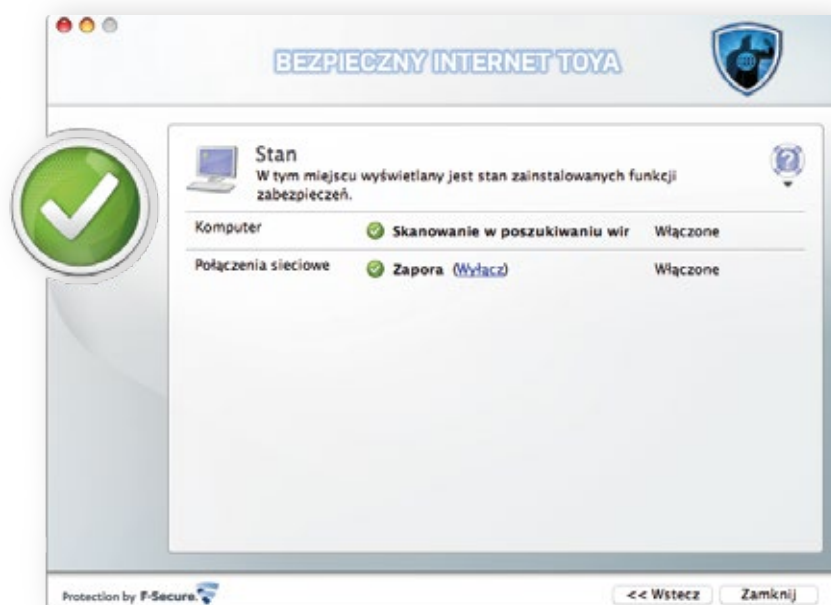 BEZPIECZNY INTERNET TOYA
Stan
W tym miejscu wyświetlany jest stan zainstalowanych funkcji
zabezpieczeń.
Komputer Skanowanie w poszukiwaniu wir Włączone
Połączenia sieciowe Zapora (Wyłącz) Włączone
Protection by F-Secure. << Wstecz Zamknij